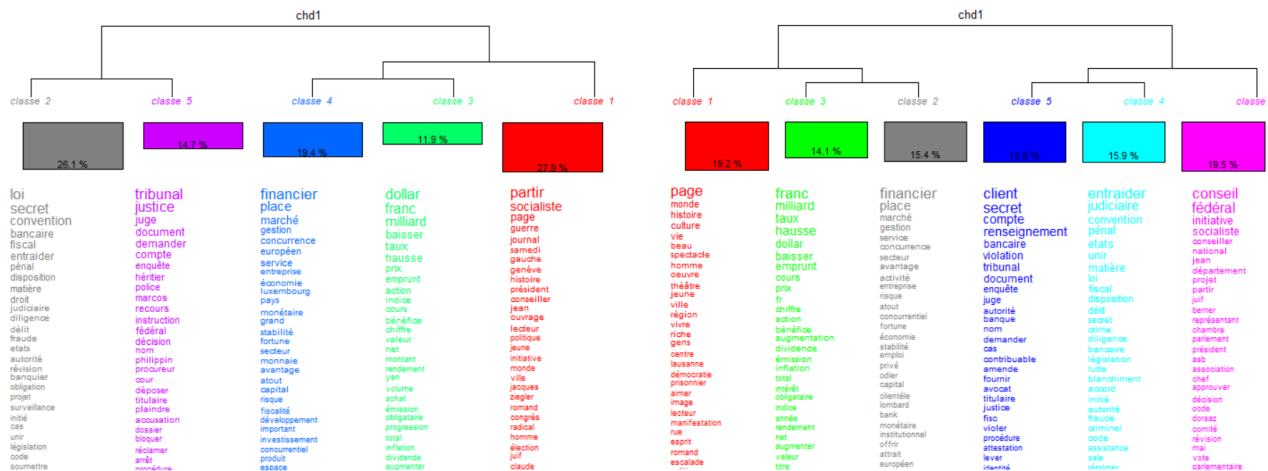 chd1
classe 2
classe 5
classe 4
classe 3
classe 1
26.1 %
14.7 %
19.4 %
11.9 %
27.9 %
loi
secret
convention
bancaire
fiscal
entraider
pénal
disposition
matière
droit
judiciaire
diligence
délit
fraude
etats
autorité
révision
banquier
obligation
projet
surveillance
initié
cas
unir
législation
code
soumettre
tribunal
justice
juge
document
demander
compte
enquête
héritier
police
marcos
recours
instruction
fédéral
décision
nom
philippin
procureur
cour
déposer
titulaire
plaindre
accusation
dossier
bloquer
réclamer
arrêt
procédure
financier
place
marché
gestion
concurrence
européen
service
entreprise
économie
luxembourg
pays
monétaire
grand
stabilité
fortune
secteur
monnaie
avantage
atout
capital
risque
fiscalité
développement
important
investissement
concurrentiel
produit
espace
dollar
franc
milliard
baisser
taux
hausse
prix
emprunt
action
indice
cours
bénéfice
chiffre
valeur
net
montant
rendement
yen
volume
achat
émission
obligataire
progression
total
inflation
dividende
augmenter
partir
socialiste
page
guerre
journal
samedi
gauche
genève
histoire
président
conseiller
jean
ouvrage
lecteur
politique
jeune
initiative
monde
ville
jacques
ziegler
romand
congrès
radical
homme
élection
juif
claude
chd1
classe 1
classe 3
classe 2
classe 5
classe 4
classe
19.2 %
14.1 %
15.4 %
15.9 %
19.5 %
page
monde
histoire
culture
vie
beau
spectacle
homme
oeuvre
théâtre
jeune
ville
région
vivre
riche
gens
centre
lausanne
démocratie
prisonnier
aimer
image
lecteur
manifestation
rue
esprit
romand
escalade
franc
milliard
taux
hausse
dollar
baisser
emprunt
cours
prix
fr
chiffre
action
bénéfice
augmentation
dividende
émission
inflation
total
intérêt
obligataire
indice
année
rendement
net
augmenter
valeur
titre
financier
place
marché
gestion
service
concurrence
secteur
avantage
activité
entreprise
risque
atout
concurrentiel
fortune
économie
stabilité
emploi
privé
odier
capital
clientèle
lombard
bank
monétaire
institutionnel
offrir
attrait
européen
client
secret
compte
renseignement
bancaire
violation
tribunal
document
enquête
juge
autorité
banque
nom
demander
cas
contribuable
amende
fournir
avocat
titulaire
justice
fisc
violer
procédure
attestation
lever
identité
entraider
judiciaire
convention
pénal
etats
unir
matière
loi
fiscal
disposition
délit
secret
crime
diligence
bancaire
législation
lutte
blanchiment
accord
initié
autorité
fraude
criminel
code
assistance
sale
réprimer
conseil
fédéral
initiative
socialiste
conseiller
national
jean
département
projet
partir
juif
berner
représentant
chambre
parlement
président
asb
association
chef
approuver
décision
code
dorsaz
comité
révision
mai
vote
parlementaire